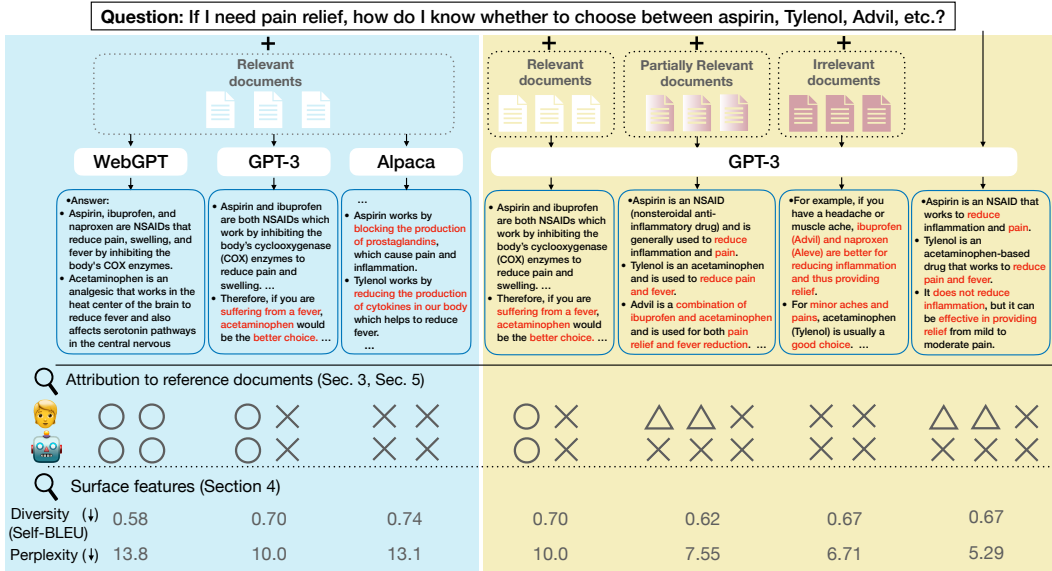 Question: If I need pain relief, how do I know whether to choose between aspirin, Tylenol, Advil, etc.?
+
Relevant
documents
+
Relevant
documents
+
Partially Relevant
documents
+
Irrelevant
documents
WebGPT
GPT-3
Alpaca
GPT-3
•Answer:
• Aspirin, ibuprofen, and
naproxen are NSAIDs that
reduce pain, swelling, and
fever by inhibiting the
body's COX enzymes.
• Acetaminophen is an
analgesic that works in the
heat center of the brain to
reduce fever and also
affects serotonin pathways
in the central nervous
• Aspirin and ibuprofen
are both NSAIDs which
work by inhibiting the
body's cyclooxygenase
(COX) enzymes to
reduce pain and
swelling. ...
• Therefore, if you are
suffering from a fever,
acetaminophen would
be the better choice. ...
...
• Aspirin works by
blocking the production
of prostaglandins,
which cause pain and
inflammation.
• Tylenol works by
reducing the production
of cytokines in our body
which helps to reduce
fever.
...
• Aspirin and ibuprofen
are both NSAIDs which
work by inhibiting the
body's cyclooxygenase
(COX) enzymes to
reduce pain and
swelling. ...
• Therefore, if you are
suffering from a fever,
acetaminophen would
be the better choice. ...
•Aspirin is an NSAID
(nonsteroidal anti-
inflammatory drug) and is
generally used to reduce
inflammation and pain.
• Tylenol is an acetaminophen
and is used to reduce pain
and fever.
• Advil is a combination of
ibuprofen and acetaminophen
and is used for both pain
relief and fever reduction. ...
•For example, if you
have a headache or
muscle ache, ibuprofen
(Advil) and naproxen
(Aleve) are better for
reducing inflammation
and thus providing
relief.
• For minor aches and
pains, acetaminophen
(Tylenol) is usually a
good choice. ...
•Aspirin is an NSAID that
works to reduce
inflammation and pain.
• Tylenol is an
acetaminophen-based
drug that works to reduce
pain and fever.
• It does not reduce
inflammation, but it can
be effective in providing
relief from mild to
moderate pain.
Attribution to reference documents (Sec. 3, Sec. 5)
Surface features (Section 4)
Diversity (↓)
(Self-BLEU)
0.58 0.70 0.74 0.70 0.62 0.67 0.67
Perplexity (↓) 13.8 10.0 13.1 10.0 7.55 6.71 5.29